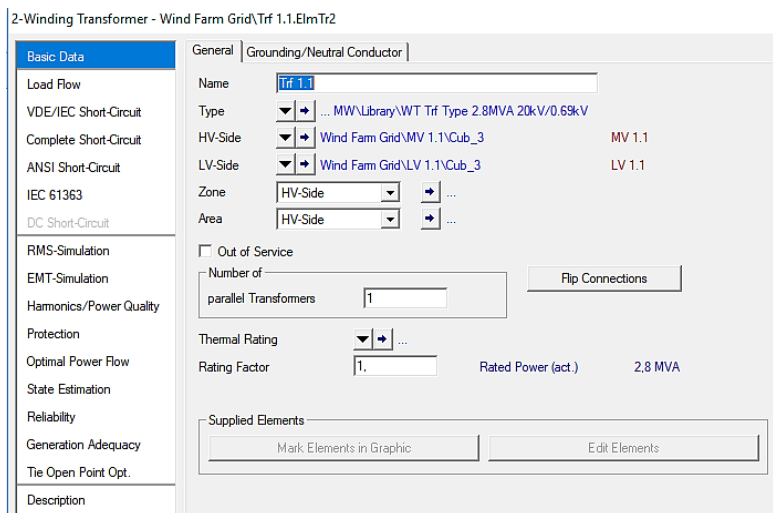 2-Winding Transformer - Wind Farm Grid\Trf 1.1.ElmTr2
Basic Data
Load Flow
VDE/IEC Short-Circuit
Complete Short-Circuit
ANSI Short-Circuit
IEC 61363
DC Short-Circuit
RMS-Simulation
EMT-Simulation
Harmonics/Power Quality
Protection
Optimal Power Flow
State Estimation
Reliability
Generation Adequacy
Tie Open Point Opt.
Description
General Grounding/Neutral Conductor
Name Trf 1.1
Type ... MW\Library\WT Trf Type 2.8MVA 20kV/0.69kV
HV-Side Wind Farm Grid\MV 1.1\Cub_3 MV 1.1
LV-Side Wind Farm Grid\LV 1.1\Cub_3 LV 1.1
Zone HV-Side ...
Area HV-Side ...
Out of Service
Number of
parallel Transformers 1
Flip Connections
Thermal Rating ...
Rating Factor 1, Rated Power (act.) 2,8 MVA
Supplied Elements
Mark Elements in Graphic Edit Elements